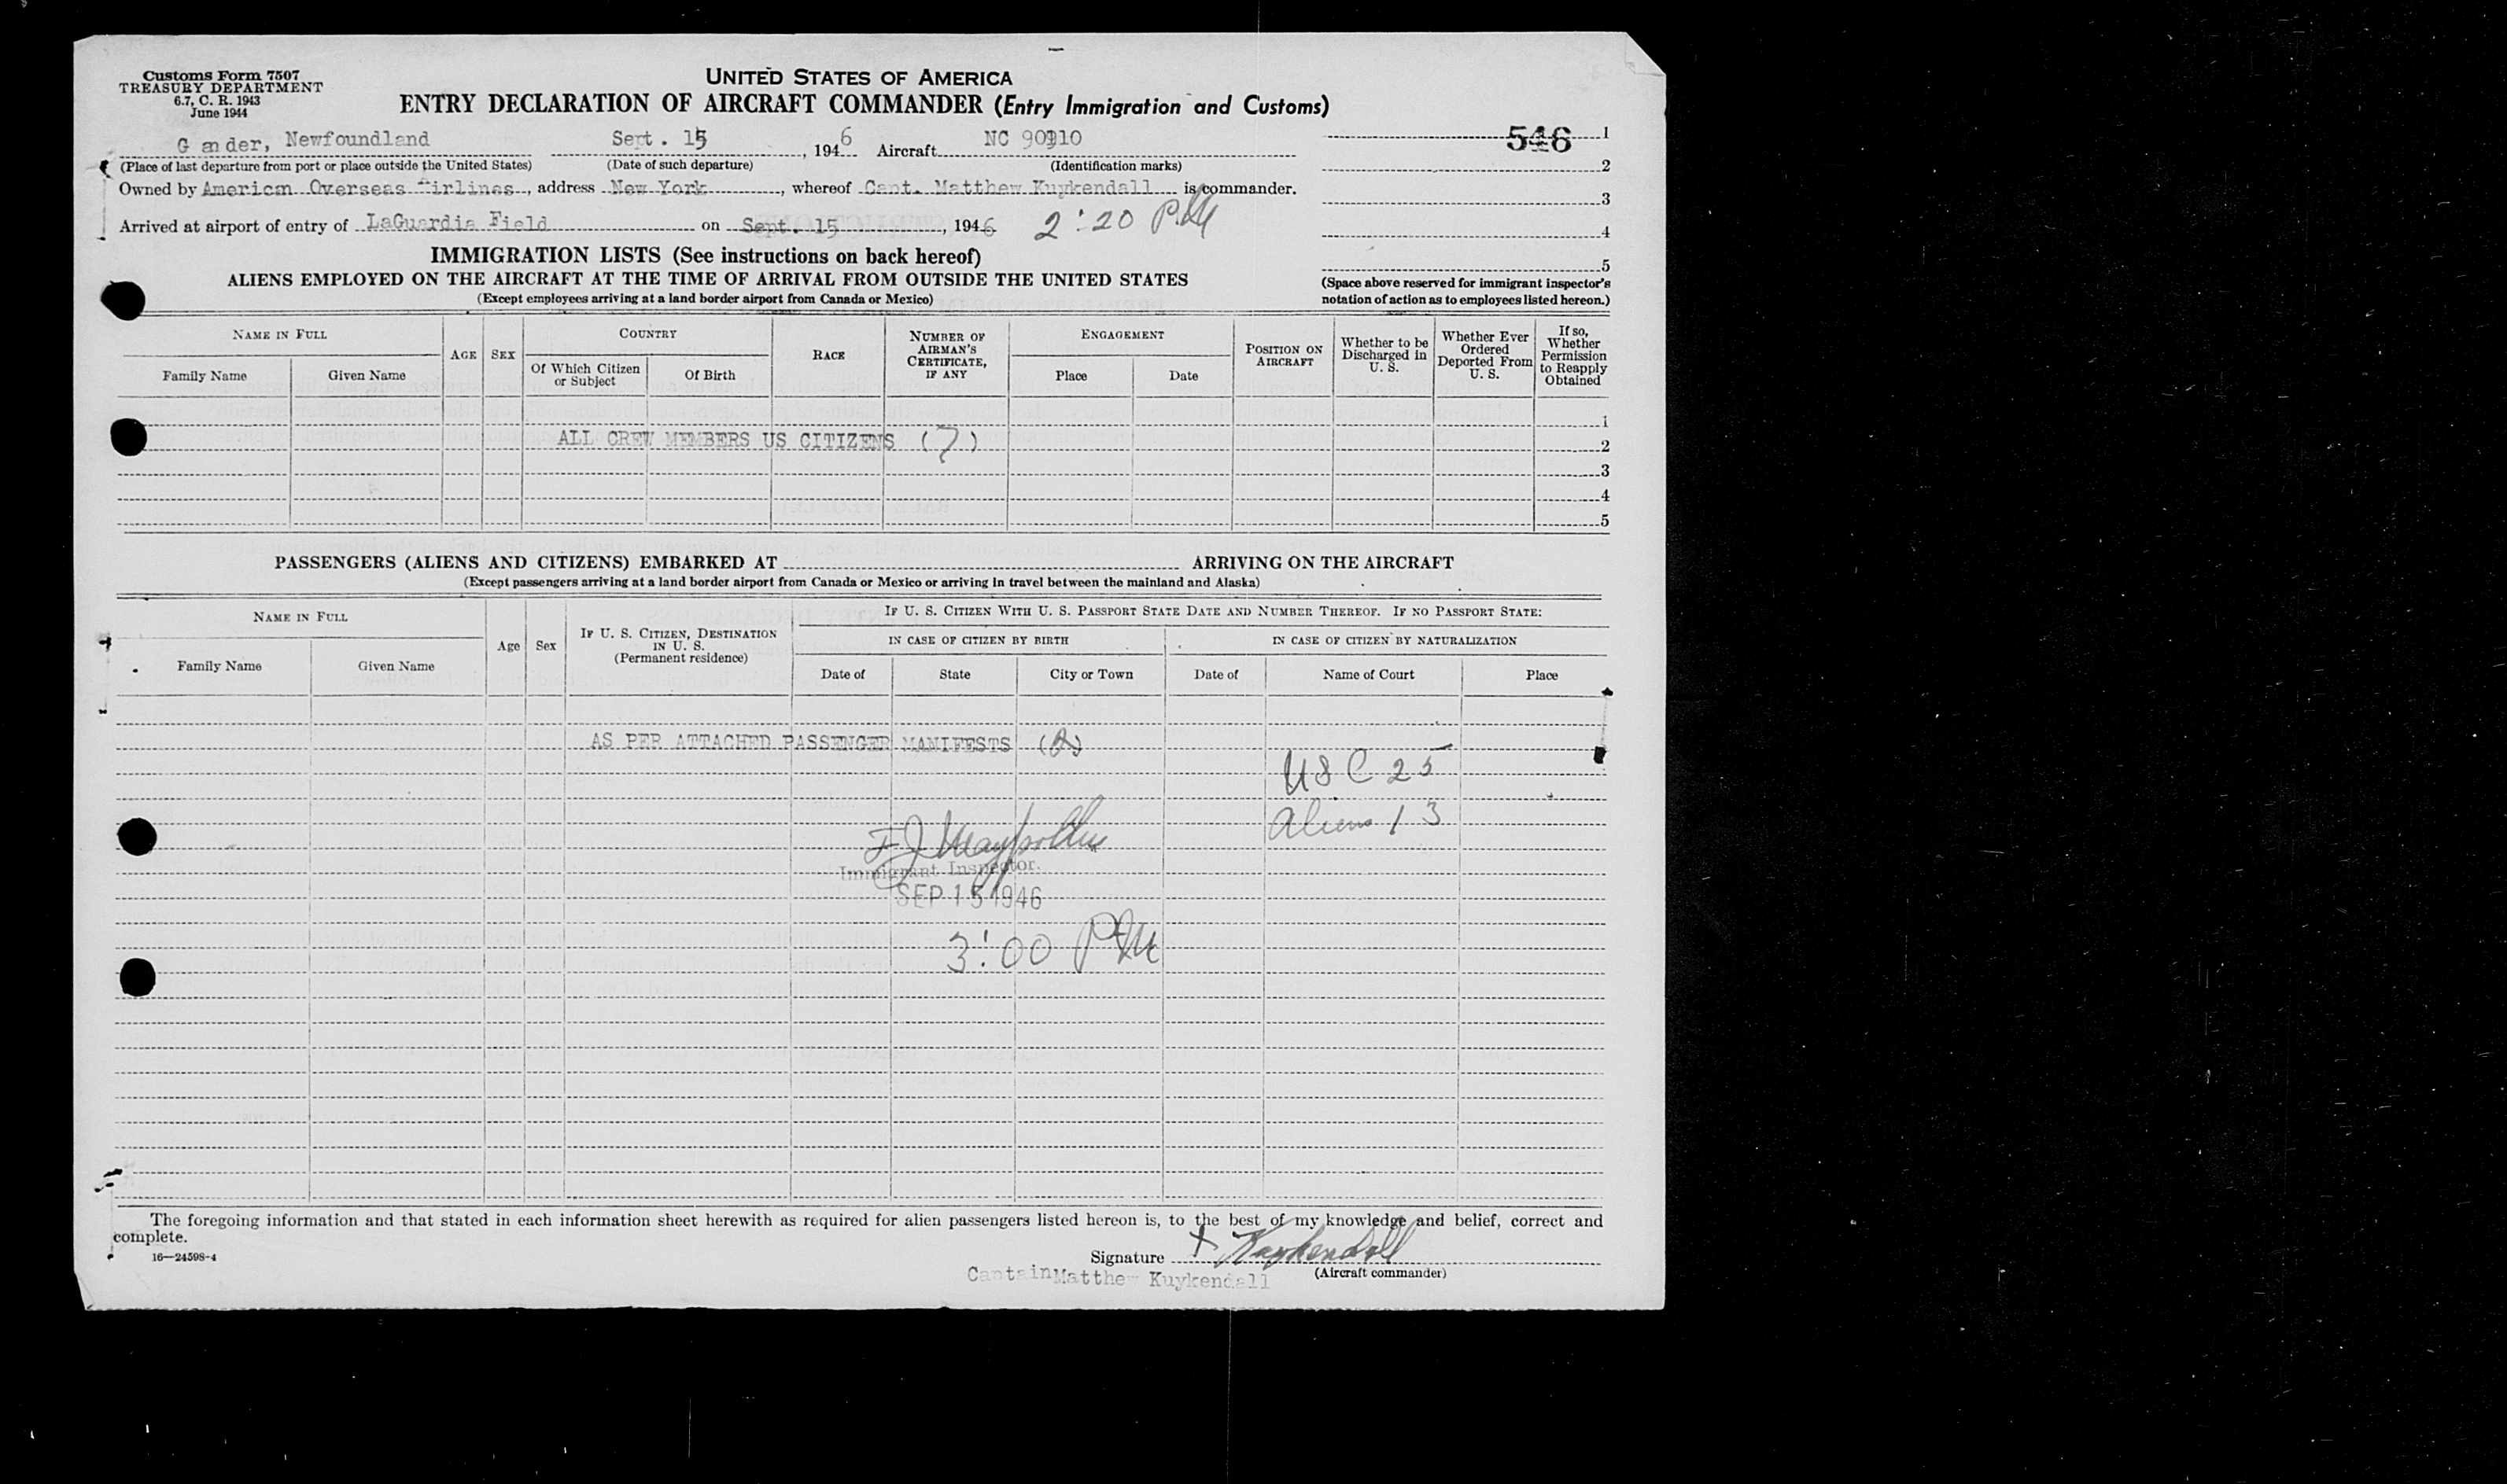 Customs Form 7507
TREASURY DEPARTMENT
6.7, C. R. 1943
June 1944
UNITED STATES OF AMERICA
ENTRY DECLARATION OF AIRCRAFT COMMANDER (Entry Immigration and Customs)
546
G ander, Newfoundland Sept. 15, 1946 Aircraft NC 90910
(Place of last departure from port or place outside the United States) (Date of such departure) (Identification marks)
Owned by American Overseas Airlines, address New York, whereof Capt. Matthew Kuykendall is commander.
Arrived at airport of entry of LaGuardia Field on Sept. 15, 1946 2:20 PM
1
2
3
4
5
(Space above reserved for immigrant inspector's
notation of action as to employees listed hereon.)
IMMIGRATION LISTS (See instructions on back hereof)
ALIENS EMPLOYED ON THE AIRCRAFT AT THE TIME OF ARRIVAL FROM OUTSIDE THE UNITED STATES
(Except employees arriving at a land border airport from Canada or Mexico)
NAME IN FULL
Family Name Given Name
AGE
SEX
COUNTRY
Of Which Citizen
or Subject
Of Birth
RACE
NUMBER OF
AIRMAN'S
CERTIFICATE,
IF ANY
ENGAGEMENT
Place Date
POSITION ON
AIRCRAFT
Whether to be
Discharged in
U. S.
Whether Ever
Ordered
Deported From
U. S.
If so,
Whether
Permission
to Reapply
Obtained
1
ALL CREW MEMBERS US CITIZENS (7) 2
3
4
5
PASSENGERS (ALIENS AND CITIZENS) EMBARKED AT ARRIVING ON THE AIRCRAFT
(Except passengers arriving at a land border airport from Canada or Mexico or arriving in travel between the mainland and Alaska)
NAME IN FULL
Family Name Given Name
Age
Sex
IF U. S. CITIZEN, DESTINATION
IN U. S.
(Permanent residence)
IF U. S. CITIZEN WITH U. S. PASSPORT STATE DATE AND NUMBER THEREOF. IF NO PASSPORT STATE:
IN CASE OF CITIZEN BY BIRTH IN CASE OF CITIZEN BY NATURALIZATION
Date of State City or Town Date of Name of Court Place
AS PER ATTACHED PASSENGER MANIFESTS (2)
USC 25
Aliens 13
Immigrant Inspector.
SEP 15 1946
3:00 PM
The foregoing information and that stated in each information sheet herewith as required for alien passengers listed hereon is, to the best of my knowledge and belief, correct and
complete.
16—24598-4
Signature X Kuykendall
(Aircraft commander)
Captain Matthew Kuykendall